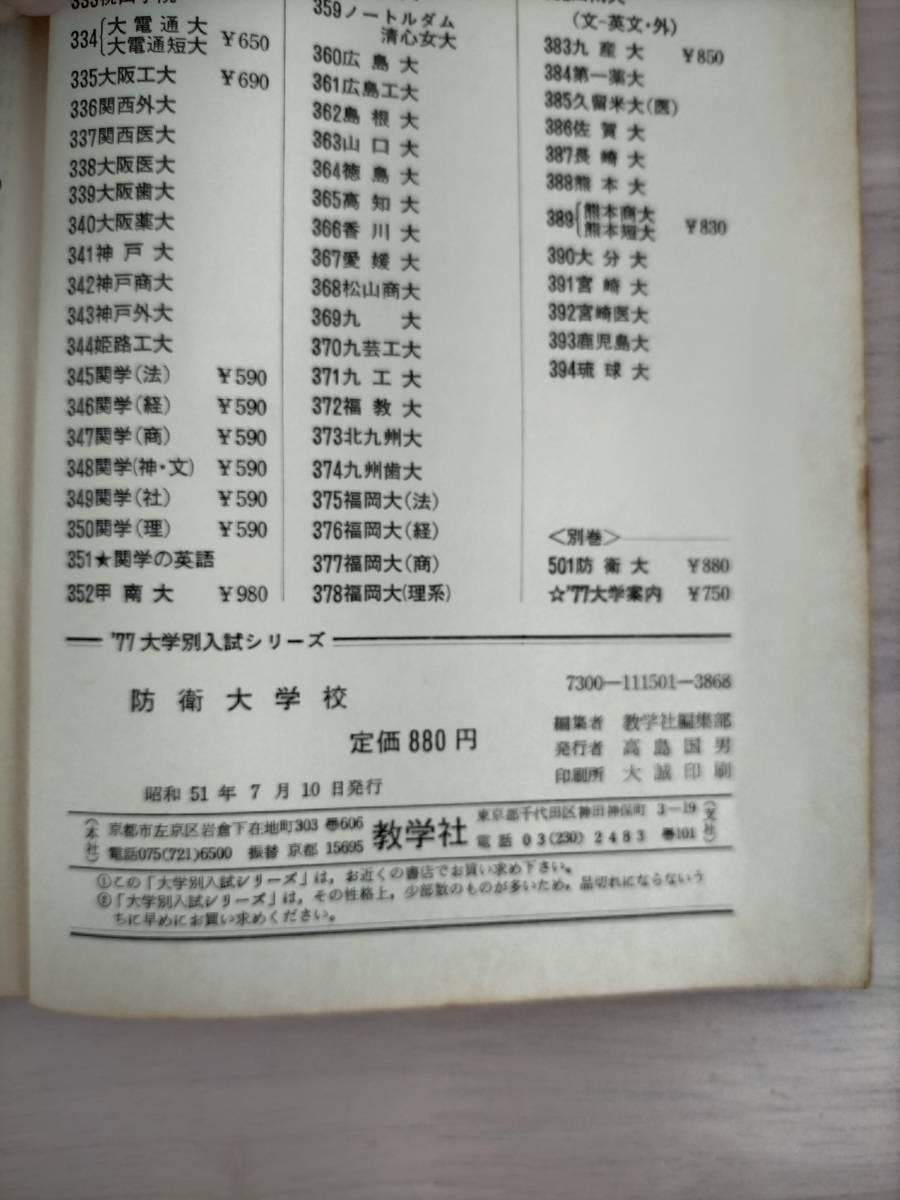 333桃山学院
334{大電通大 大電通短大 ¥650
335大阪工大 ¥690
336関西外大
337関西医大
338大阪医大
339大阪歯大
340大阪薬大
341神戸大
342神戸商大
343神戸外大
344姫路工大
345関学(法) ¥590
346関学(経) ¥590
347関学(商) ¥590
348関学(神・文) ¥590
349関学(社) ¥590
350関学(理) ¥590
351★関学の英語
352甲南大 ¥980
359ノートルダム
清心女大
360広島大
361広島工大
362島根大
363山口大
364徳島大
365高知大
366香川大
367愛媛大
368松山商大
369九大
370九芸工大
371九工大
372福教大
373北九州大
374九州歯大
375福岡大(法)
376福岡大(経)
377福岡大(商)
378福岡大(理系)
(文-英文・外)
383九産大 ¥850
384第一薬大
385久留米大(医)
386佐賀大
387長崎大
388熊本大
389{熊本商大 熊本短大 ¥830
390大分大
391宮崎大
392宮崎医大
393鹿児島大
394琉球大
<別巻>
501防衛大 ¥880
☆'77大学案内 ¥750
'77大学別入試シリーズ
防衛大学校
定価880円
昭和51年7月10日発行
7300—111501—3868
編集者 教学社編集部
発行者 高島国男
印刷所 大誠印刷
(本社) 京都市左京区岩倉下在地町303 〠606
電話075(721)6500 振替 京都 15695
教学社
東京都千代田区神田神保町 3—19 (支社)
電話 03(230)2483 〠101
①この「大学別入試シリーズ」は，お近くの書店でお買い求め下さい。
②「大学別入試シリーズ」は，その性格上，少部数のものが多いため，品切れにならないう
ちに早めにお買い求めください。